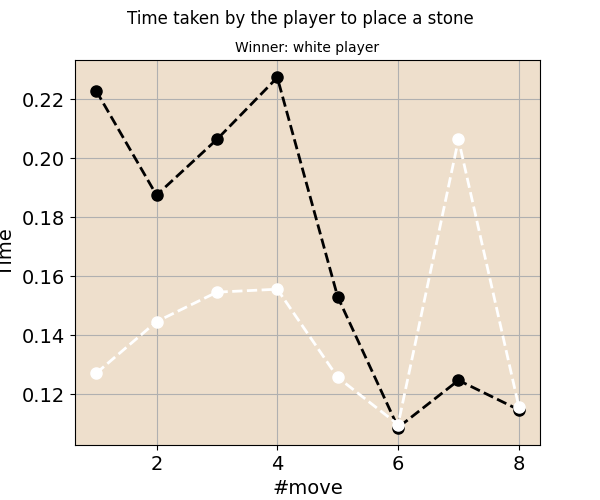 Time taken by the player to place a stone
Winner: white player
0.22
0.20
0.18
0.16
0.14
0.12
Time
2 4 6 8
#move